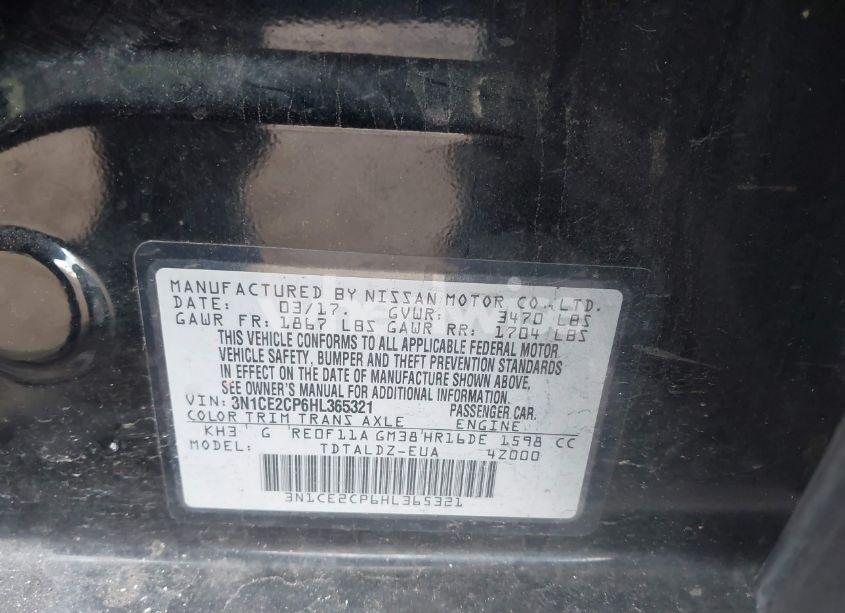 MANUFACTURED BY NISSAN MOTOR CO.,LTD.
DATE: 03/17. GVWR: 3470 LBS
GAWR FR: 1867 LBS GAWR RR: 1704 LBS
THIS VEHICLE CONFORMS TO ALL APPLICABLE FEDERAL MOTOR
VEHICLE SAFETY, BUMPER AND THEFT PREVENTION STANDARDS
IN EFFECT ON THE DATE OF MANUFACTURE SHOWN ABOVE,
SEE OWNER'S MANUAL FOR ADDITIONAL INFORMATION.
VIN: 3N1CE2CP6HL365321 PASSENGER CAR.
COLOR TRIM TRANS AXLE ENGINE
KH3 G RE0F11A GM38 HR16DE 1598 CC
MODEL: TDTALDZ-EUA 4Z000
3N1CE2CP6HL365321